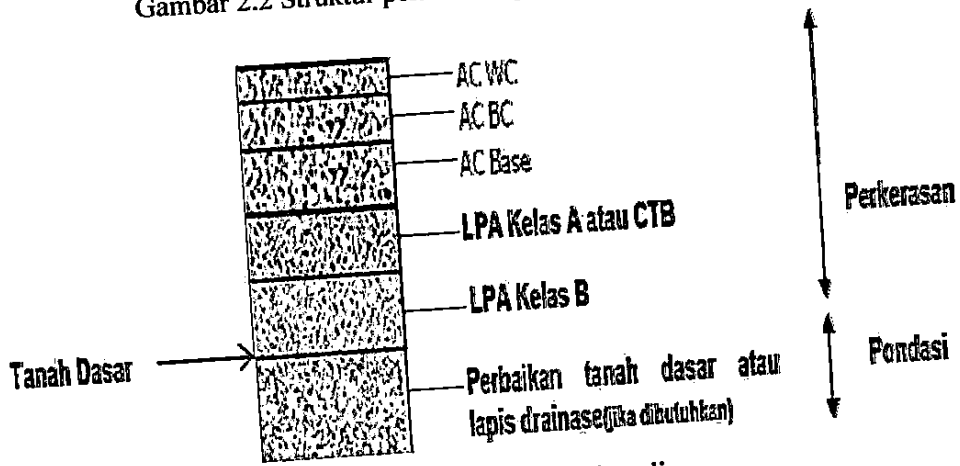 Gambar 2.2 Struktur
AC WC
AC BC
AC Base
LPA Kelas A atau CTB
LPA Kelas B
Tanah Dasar
Perbaikan tanah dasar atau
lapis drainase(jika dibutuhkan)
Perkerasan
Pondasi